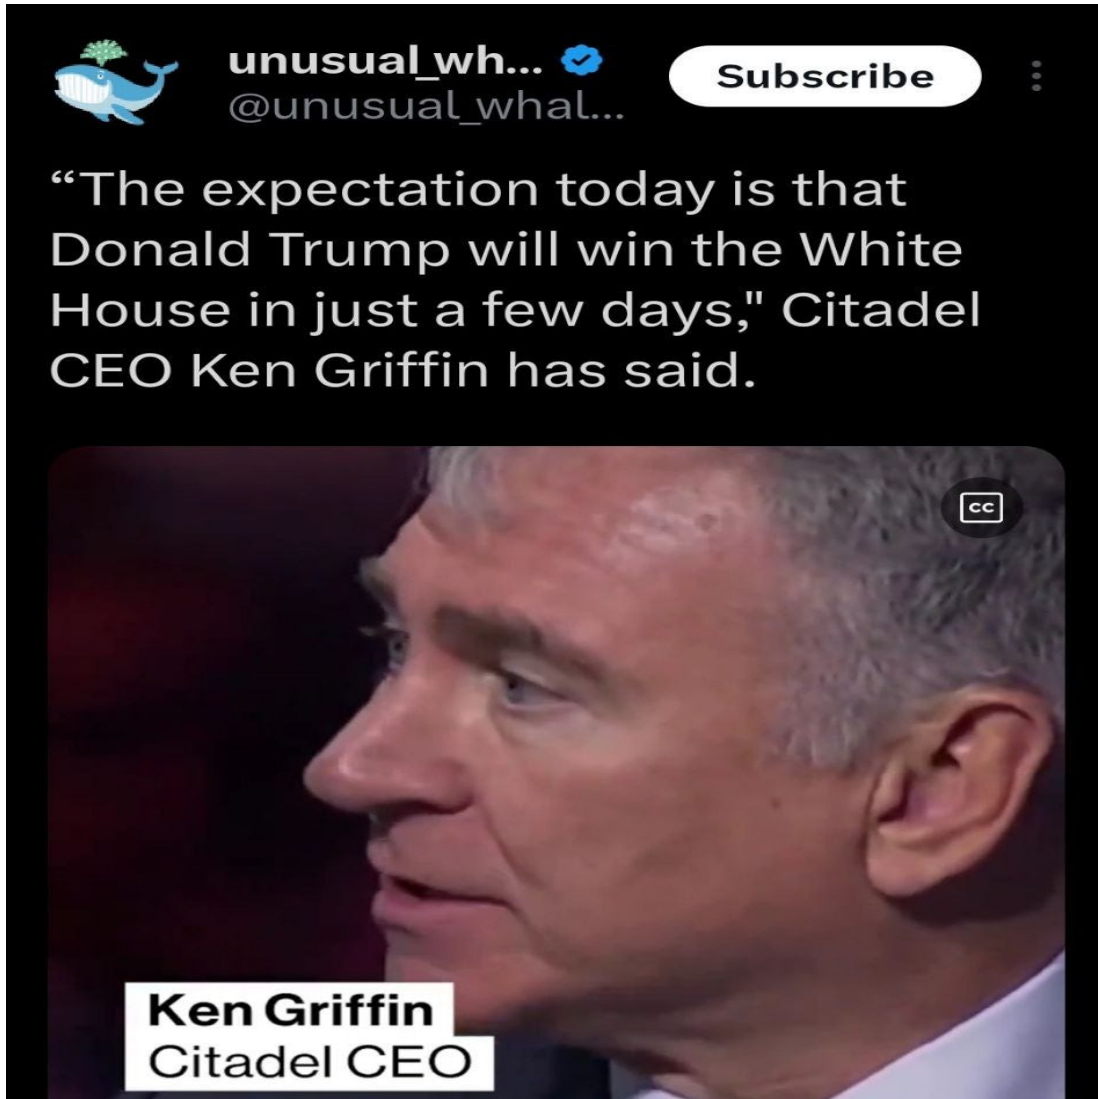 unusual_wh...
Subscribe
@unusual_whal...
“The expectation today is that
Donald Trump will win the White
House in just a few days," Citadel
CEO Ken Griffin has said.
CC
Ken Griffin
Citadel CEO